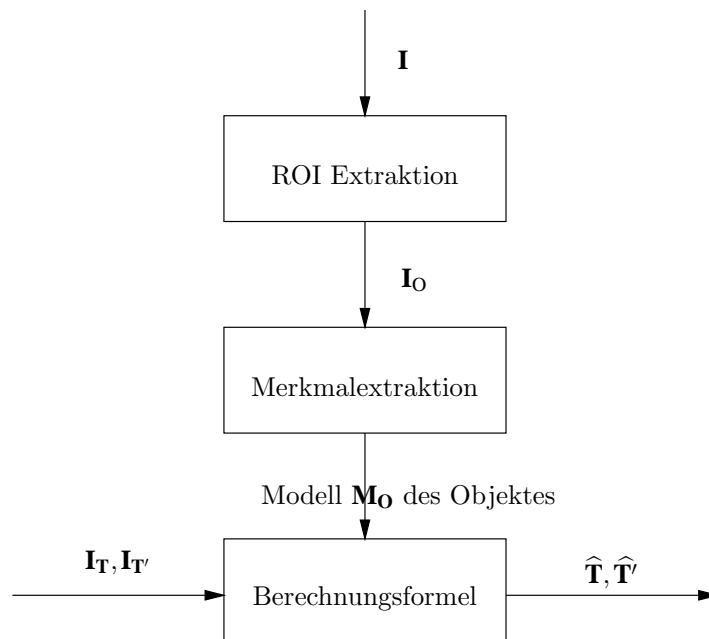 I
ROI Extraktion
I_O
Merkmalextraktion
Modell M_O des Objektes
I_T, I_T′
T̂, T̂′
Berechnungsformel